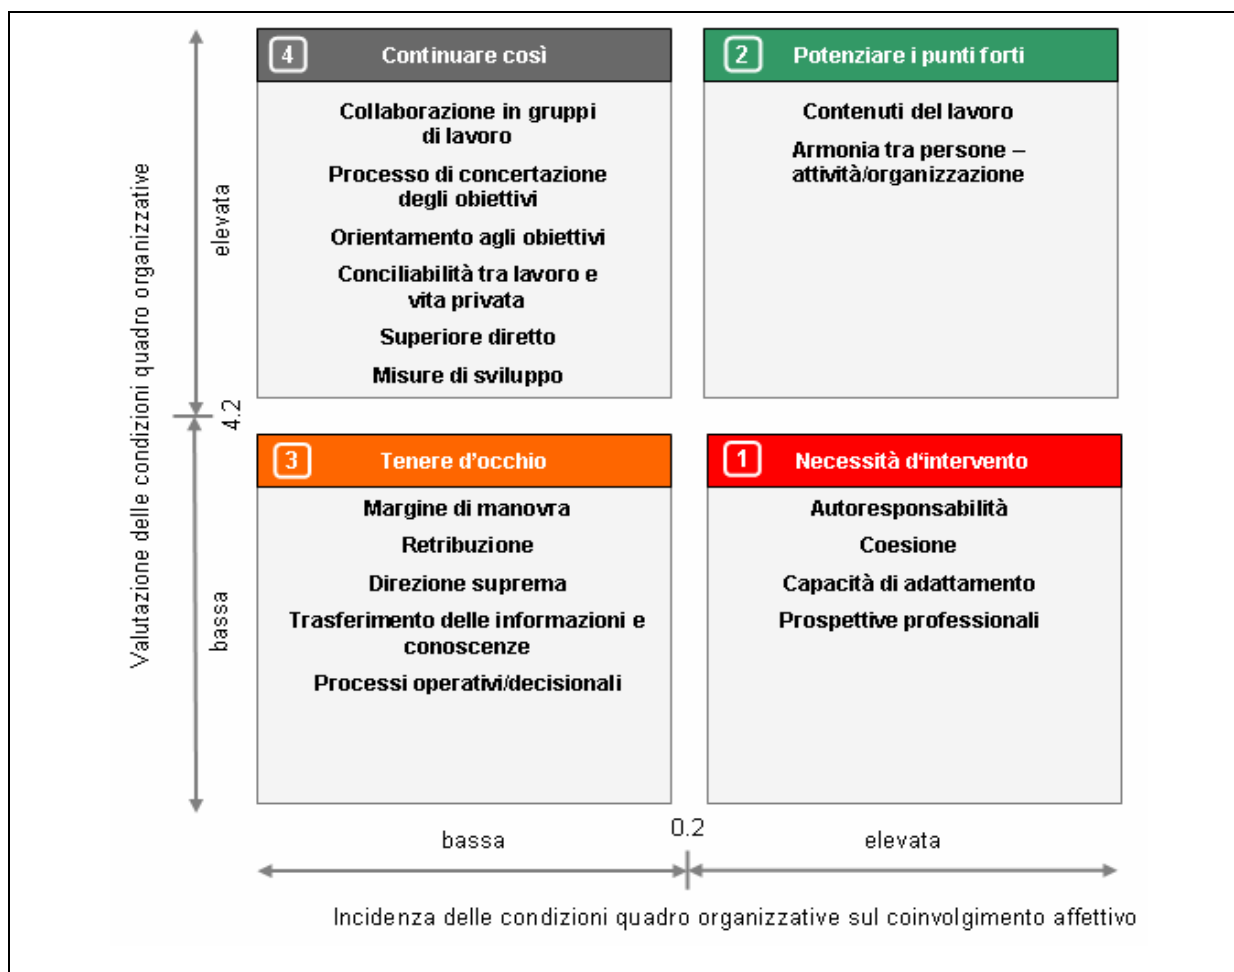 4 Continuare così
Collaborazione in gruppi
di lavoro
Processo di concertazione
degli obiettivi
Orientamento agli obiettivi
Conciliabilità tra lavoro e
vita privata
Superiore diretto
Misure di sviluppo
2 Potenziare i punti forti
Contenuti del lavoro
Armonia tra persone –
attività/organizzazione
3 Tenere d’occhio
Margine di manovra
Retribuzione
Direzione suprema
Trasferimento delle informazioni e
conoscenze
Processi operativi/decisionali
1 Necessità d‘intervento
Autoresponsabilità
Coesione
Capacità di adattamento
Prospettive professionali
Valutazione delle condizioni quadro organizzative
elevata
4.2
bassa
bassa
0.2
elevata
Incidenza delle condizioni quadro organizzative sul coinvolgimento affettivo